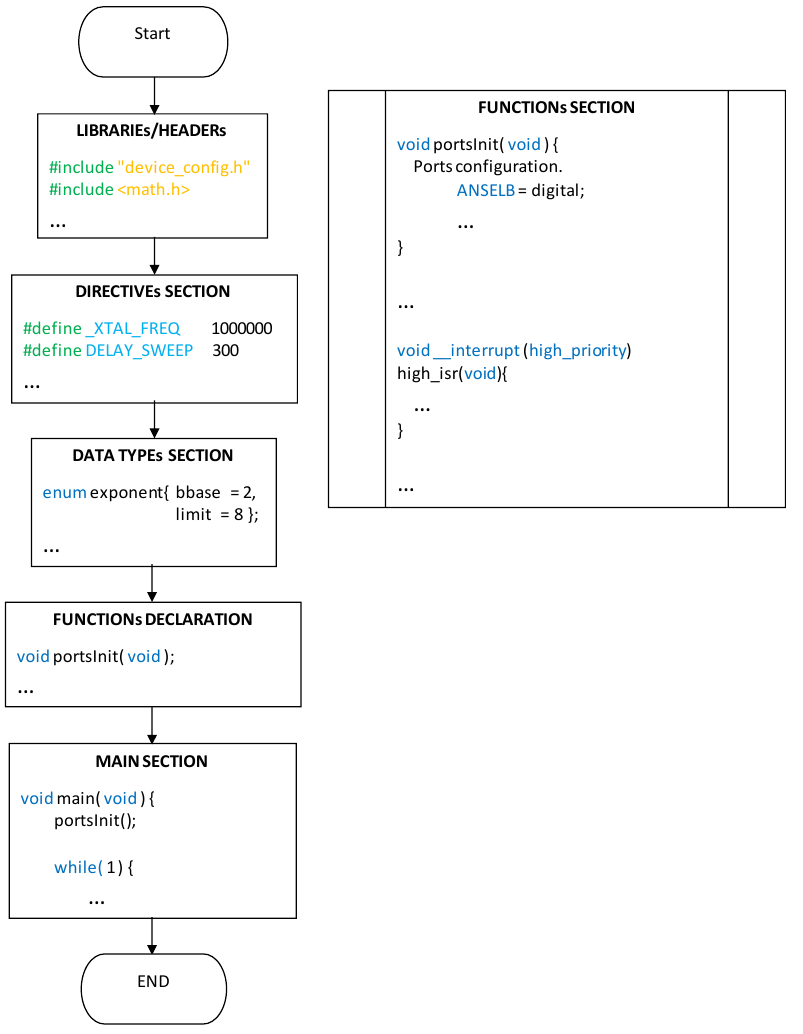 Start
LIBRARIEs/HEADERs
#include "device_config.h"
#include <math.h>
...
DIRECTIVEs SECTION
#define _XTAL_FREQ 1000000
#define DELAY_SWEEP 300
...
DATA TYPEs SECTION
enum exponent{ bbase = 2,
limit = 8 };
...
FUNCTIONs DECLARATION
void portsInit( void );
...
MAIN SECTION
void main( void ) {
portsInit();
while( 1 ) {
...
END
FUNCTIONs SECTION
void portsInit( void ) {
Ports configuration.
ANSELB = digital;
...
}
...
void __interrupt (high_priority)
high_isr(void){
...
}
...